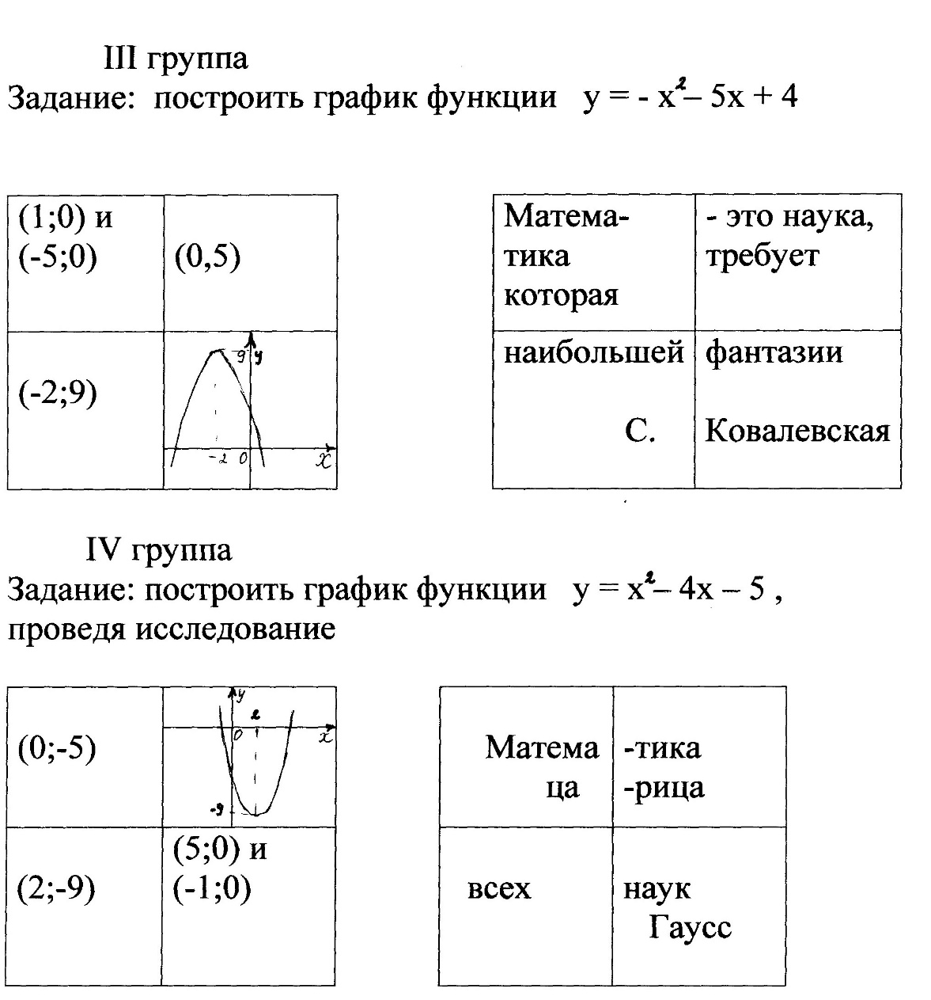 III группа
Задание: построить график функции y = - x²– 5x + 4
(1;0) и
(-5;0)
(0,5)
(-2;9)
9 y
-2 0 x
Матема-
тика
которая
- это наука,
требует
наибольшей
С.
фантазии
Ковалевская
IV группа
Задание: построить график функции y = x²– 4x – 5 ,
проведя исследование
(0;-5)
y
2
0 x
-9
(2;-9)
(5;0) и
(-1;0)
Матема
ца
-тика
-рица
всех
наук
Гаусс